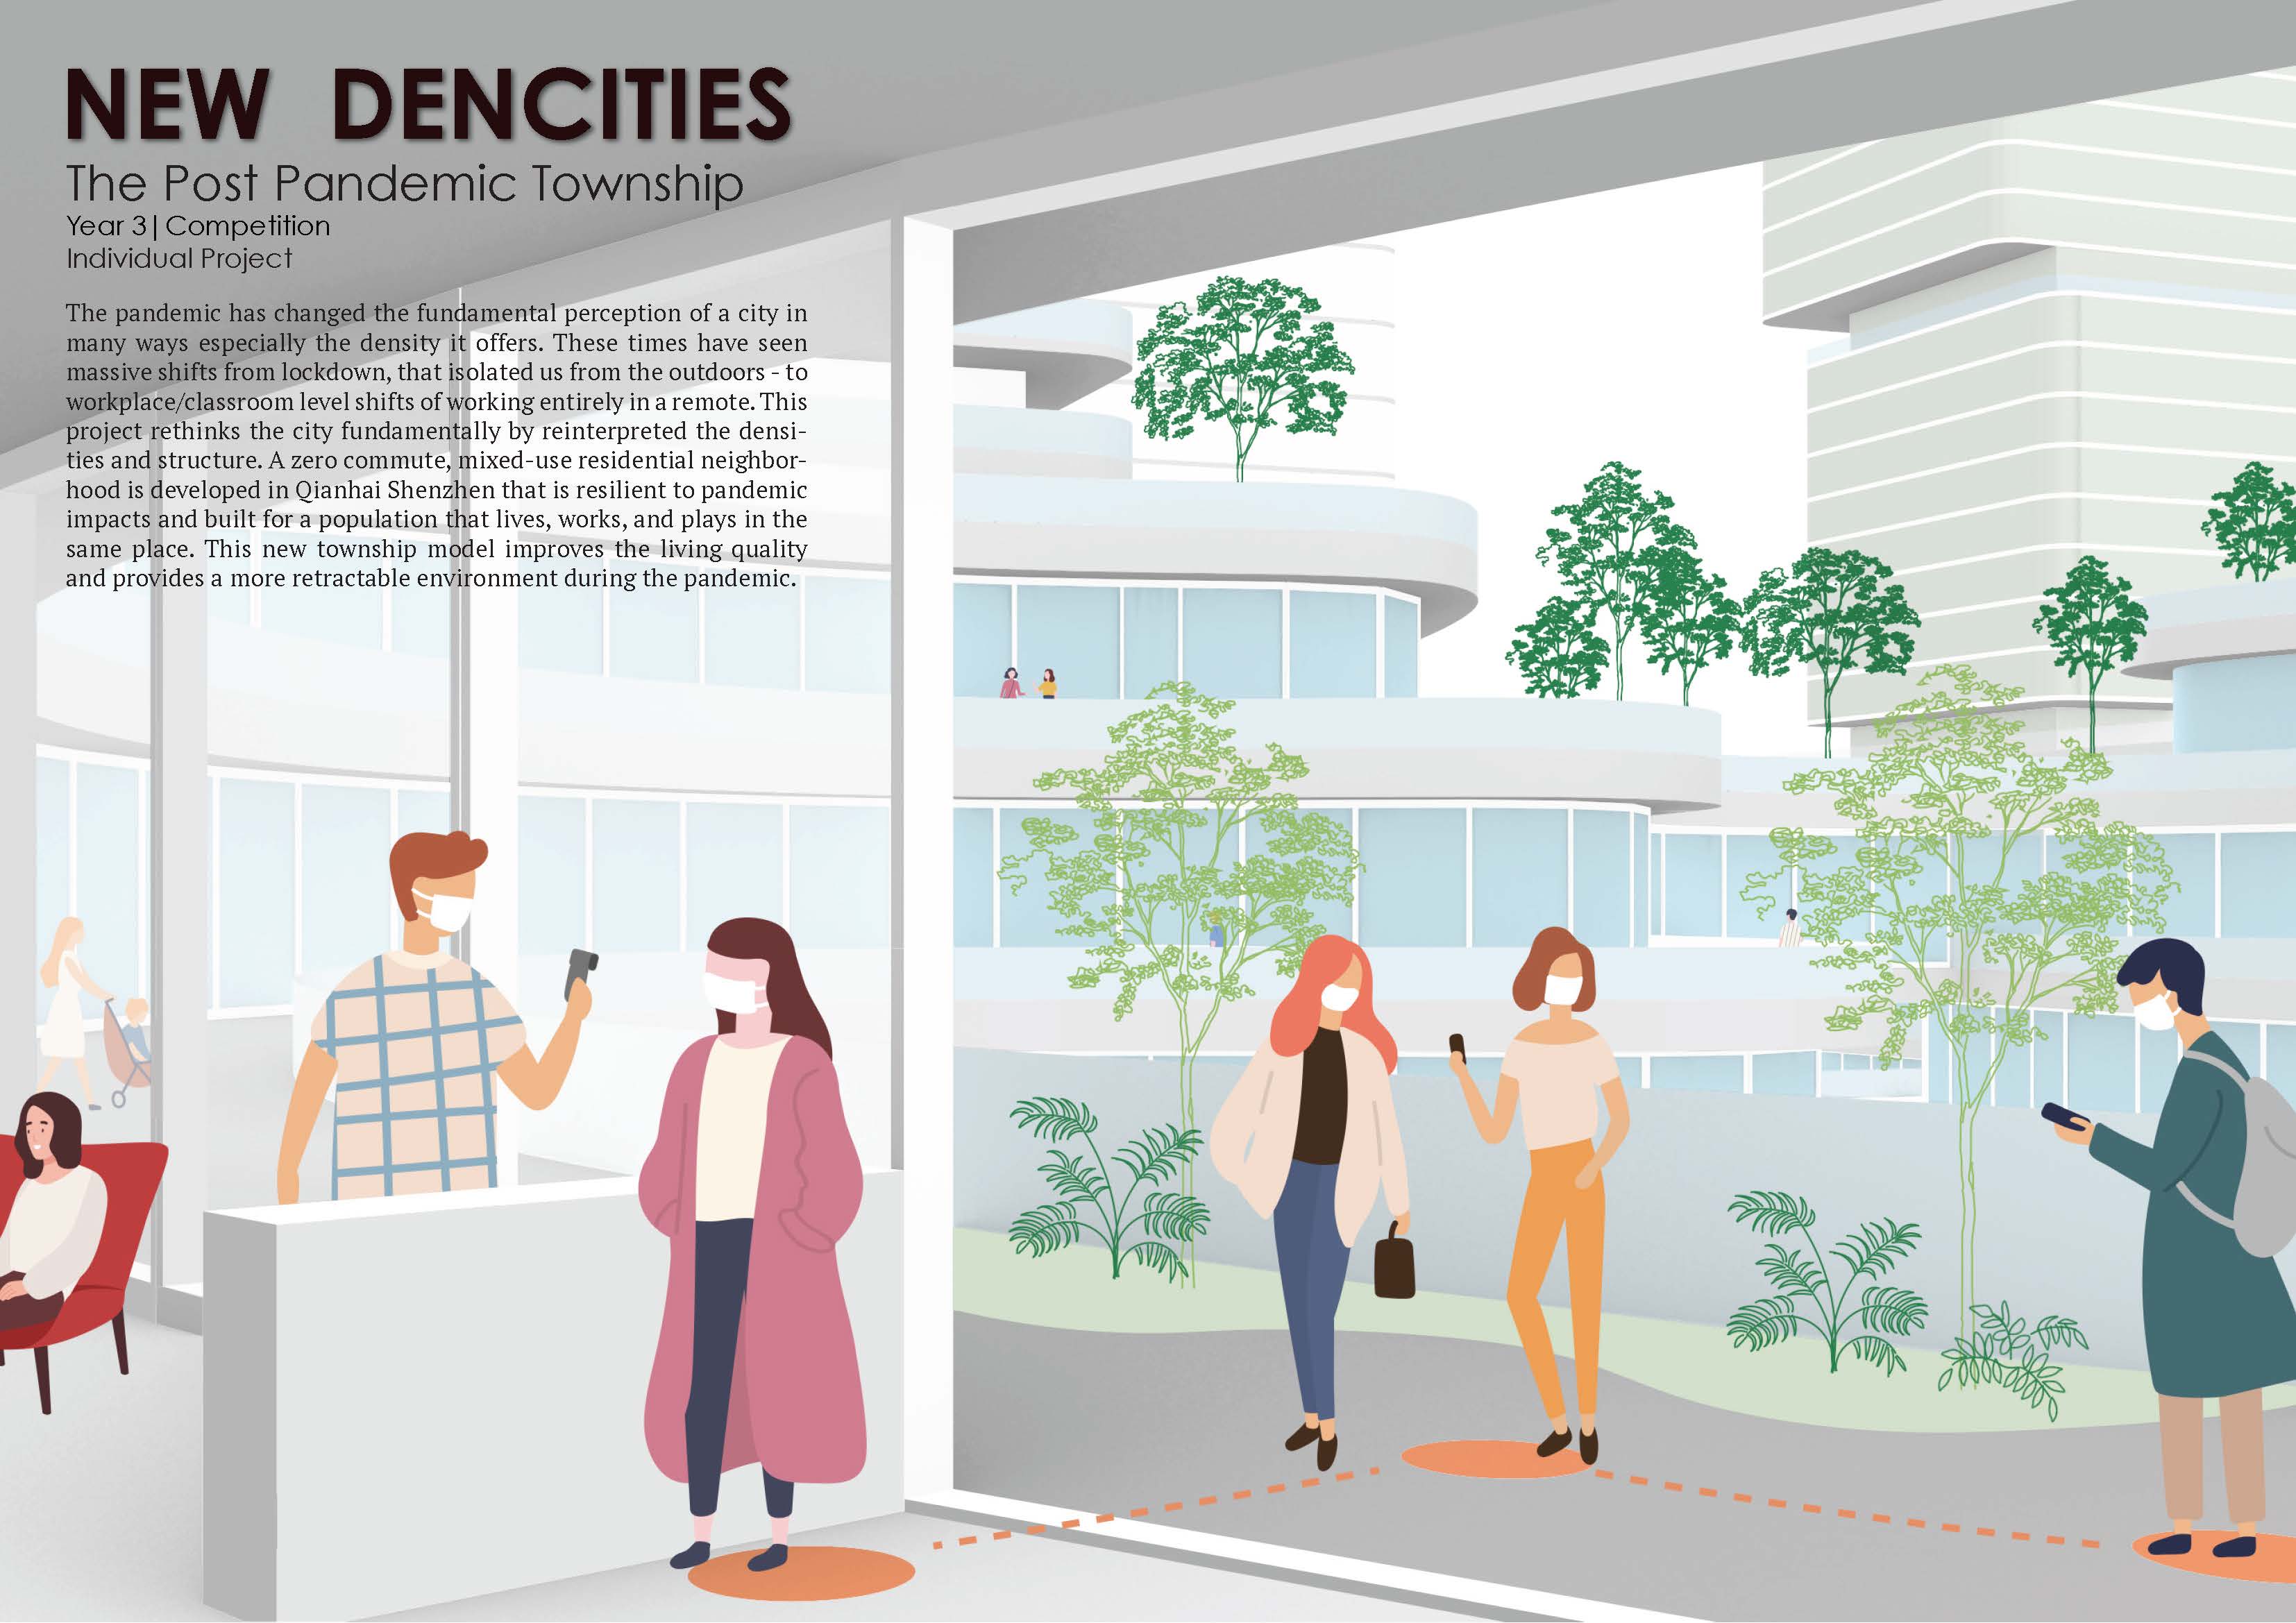 NEW DENCITIES
The Post Pandemic Township
Year 3|Competition
Individual Project
The pandemic has changed the fundamental perception of a city in
many ways especially the density it offers. These times have seen
massive shifts from lockdown, that isolated us from the outdoors - to
workplace/classroom level shifts of working entirely in a remote. This
project rethinks the city fundamentally by reinterpreted the densi-
ties and structure. A zero commute, mixed-use residential neighbor-
hood is developed in Qianhai Shenzhen that is resilient to pandemic
impacts and built for a population that lives, works, and plays in the
same place. This new township model improves the living quality
and provides a more retractable environment during the pandemic.